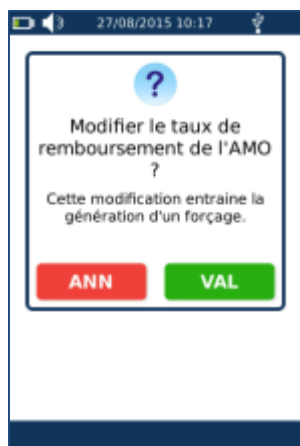 27/08/2015 10:17
?
Modifier le taux de
remboursement de l'AMO
?
Cette modification entraine la
génération d'un forçage.
ANN VAL